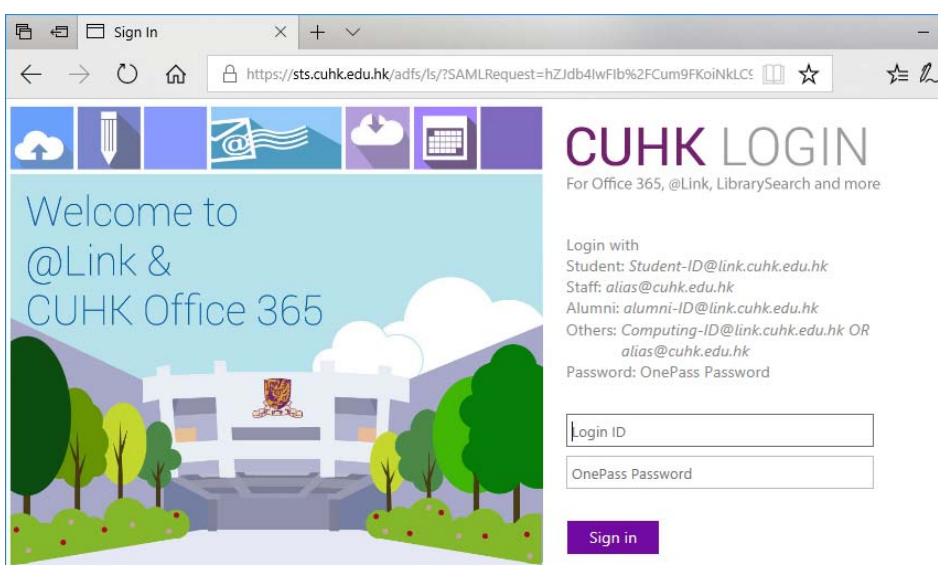 Sign In
https://sts.cuhk.edu.hk/adfs/ls/?SAMLRequest=hZJdb4IwFIb%2FCum9FKoiNkLC9
CUHK LOGIN
For Office 365, @Link, LibrarySearch and more
Welcome to
@Link &
CUHK Office 365
Login with
Student: Student-ID@link.cuhk.edu.hk
Staff: alias@cuhk.edu.hk
Alumni: alumni-ID@link.cuhk.edu.hk
Others: Computing-ID@link.cuhk.edu.hk OR
alias@cuhk.edu.hk
Password: OnePass Password
Login ID
OnePass Password
Sign in